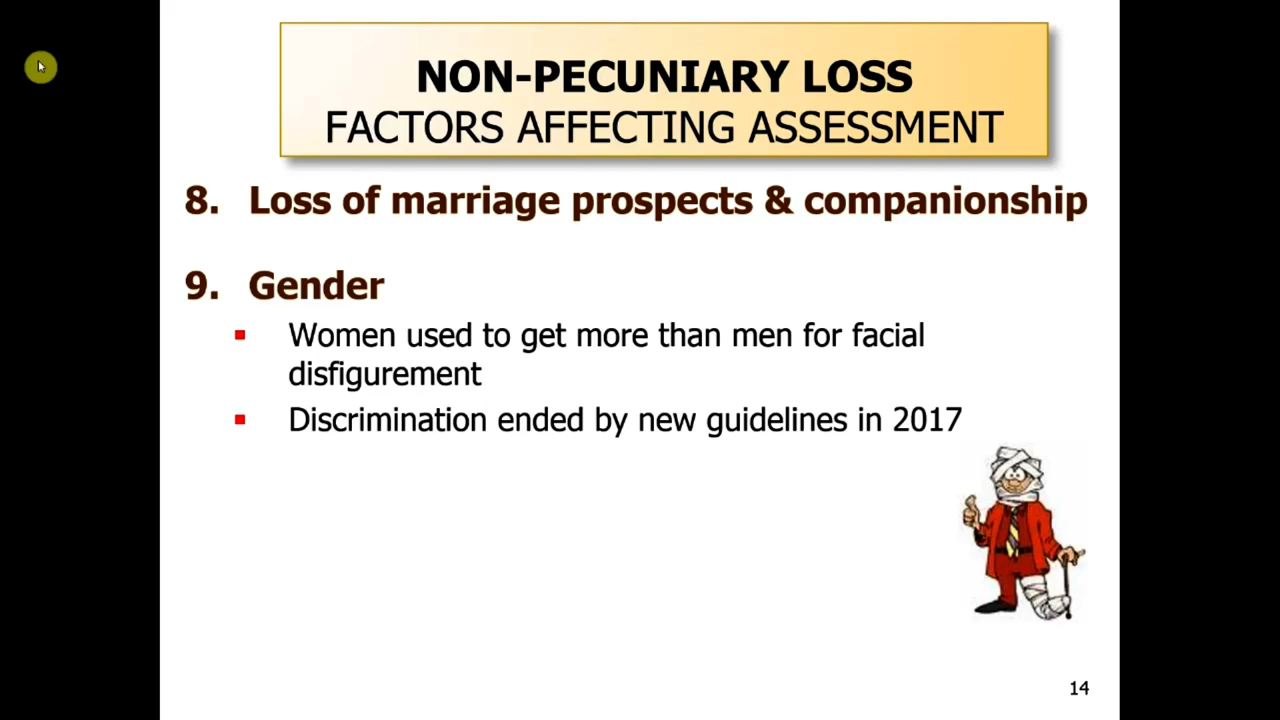 NON-PECUNIARY LOSS
FACTORS AFFECTING ASSESSMENT
8. Loss of marriage prospects & companionship
9. Gender
▪ Women used to get more than men for facial
disfigurement
▪ Discrimination ended by new guidelines in 2017
14